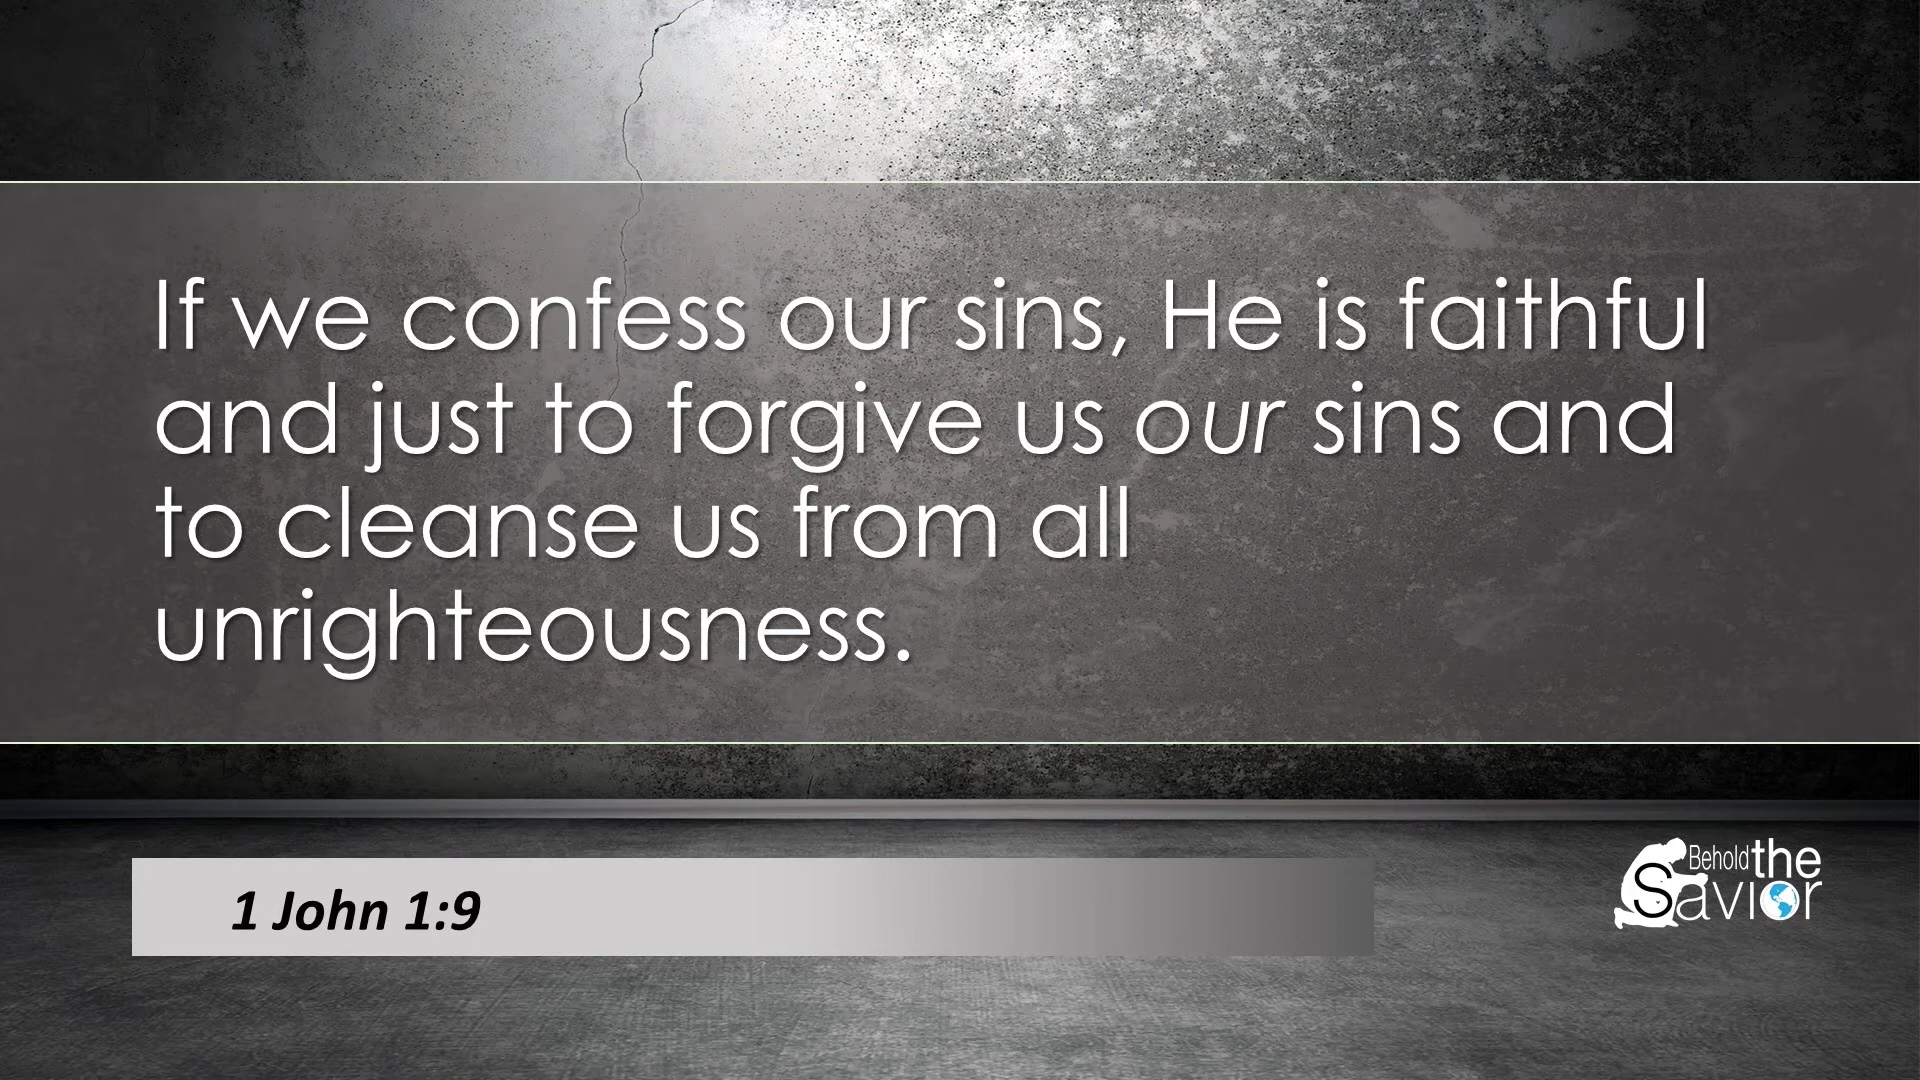 If we confess our sins, He is faithful
and just to forgive us our sins and
to cleanse us from all
unrighteousness.
1 John 1:9
Behold the
Savior